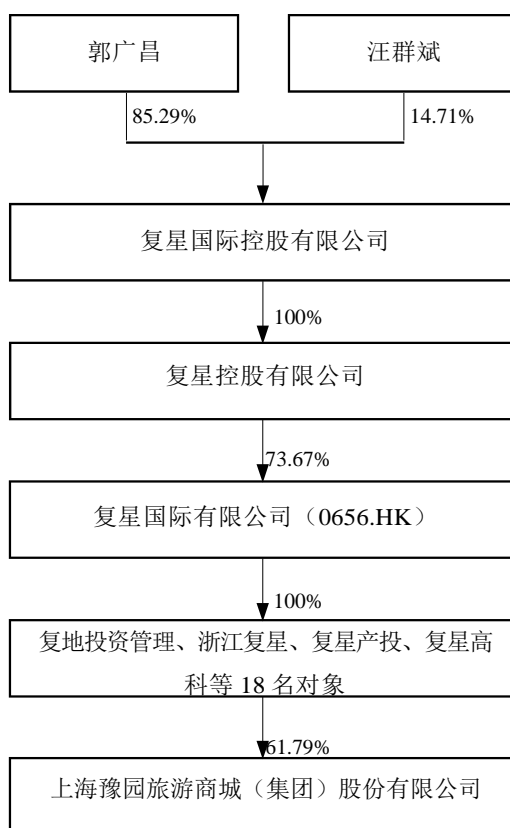 郭广昌
汪群斌
85.29%
14.71%
复星国际控股有限公司
100%
复星控股有限公司
73.67%
复星国际有限公司（0656.HK）
100%
复地投资管理、浙江复星、复星产投、复星高
科等 18 名对象
61.79%
上海豫园旅游商城（集团）股份有限公司